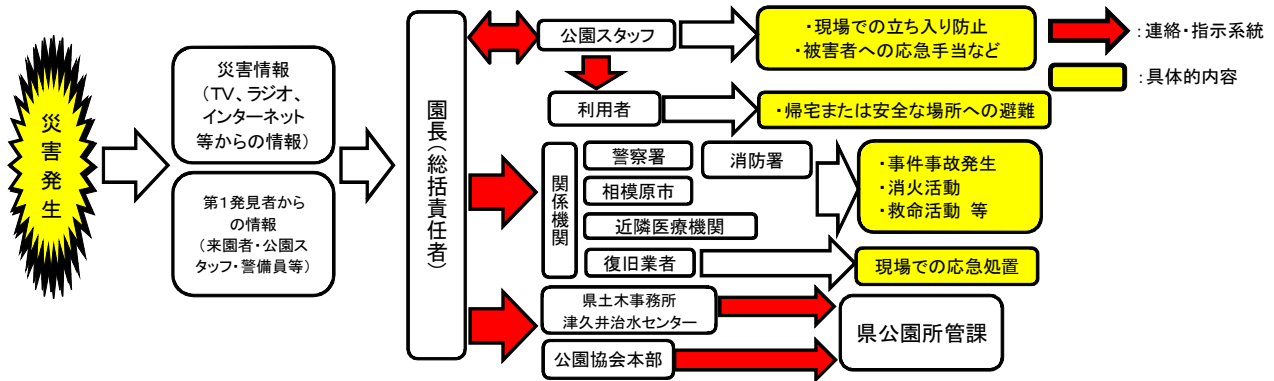 災害発生
災害情報
（TV、ラジオ、
インターネット
等からの情報）
第1発見者から
の情報
（来園者・公園ス
タッフ・警備員等）
園長（総括責任者）
公園スタッフ
・現場での立ち入り防止
・被害者への応急手当など
利用者
・帰宅または安全な場所への避難
関係機関
警察署
消防署
相模原市
近隣医療機関
復旧業者
・事件事故発生
・消火活動
・救命活動 等
現場での応急処置
県土木事務所
津久井治水センター
公園協会本部
県公園所管課
：連絡・指示系統
：具体的内容